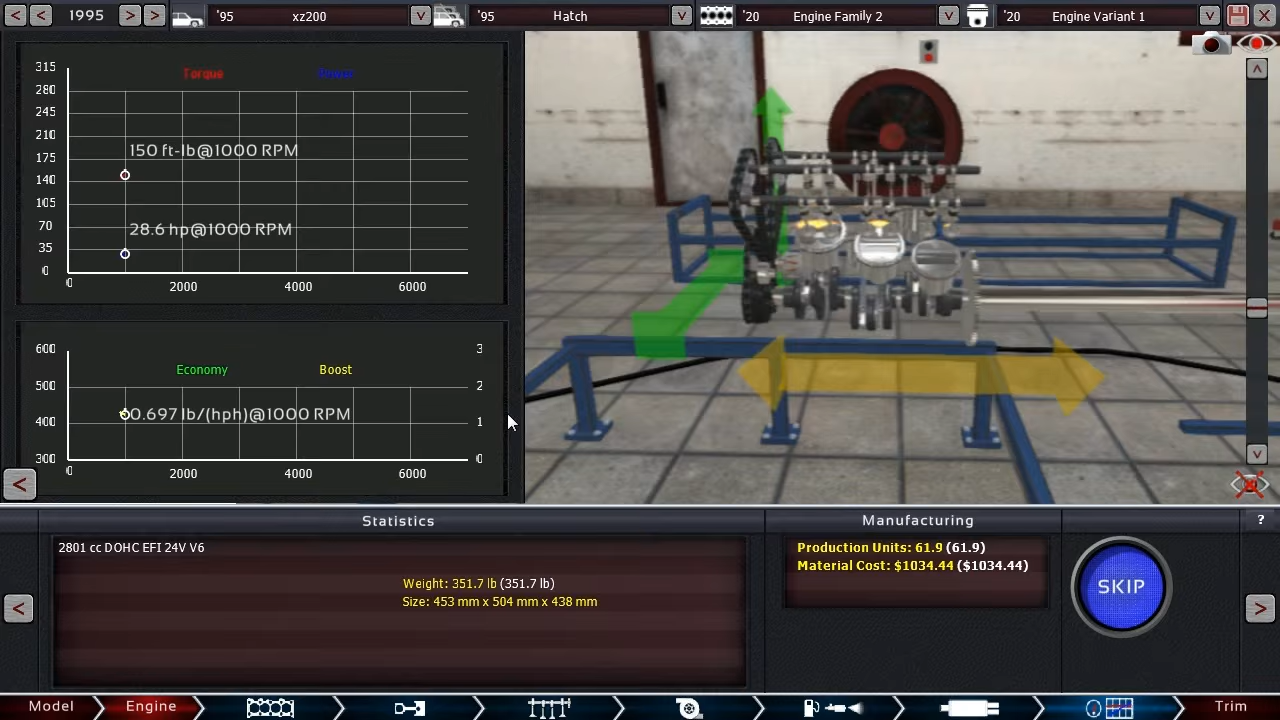 < < 1995 > > '95 xz200 V '95 Hatch V '20 Engine Family 2 V '20 Engine Variant 1 V X
315
280
245
210
175
140
105
70
35
0
Torque Power
150 ft-lb@1000 RPM
28.6 hp@1000 RPM
0 2000 4000 6000
600
500
400
300
3
2
1
0
Economy Boost
0.697 lb/(hph)@1000 RPM
0 2000 4000 6000
<
Statistics
2801 cc DOHC EFI 24V V6
Weight: 351.7 lb (351.7 lb)
Size: 453 mm x 504 mm x 438 mm
Manufacturing
Production Units: 61.9 (61.9)
Material Cost: $1034.44 ($1034.44)
SKIP
?
< >
Model Engine Trim